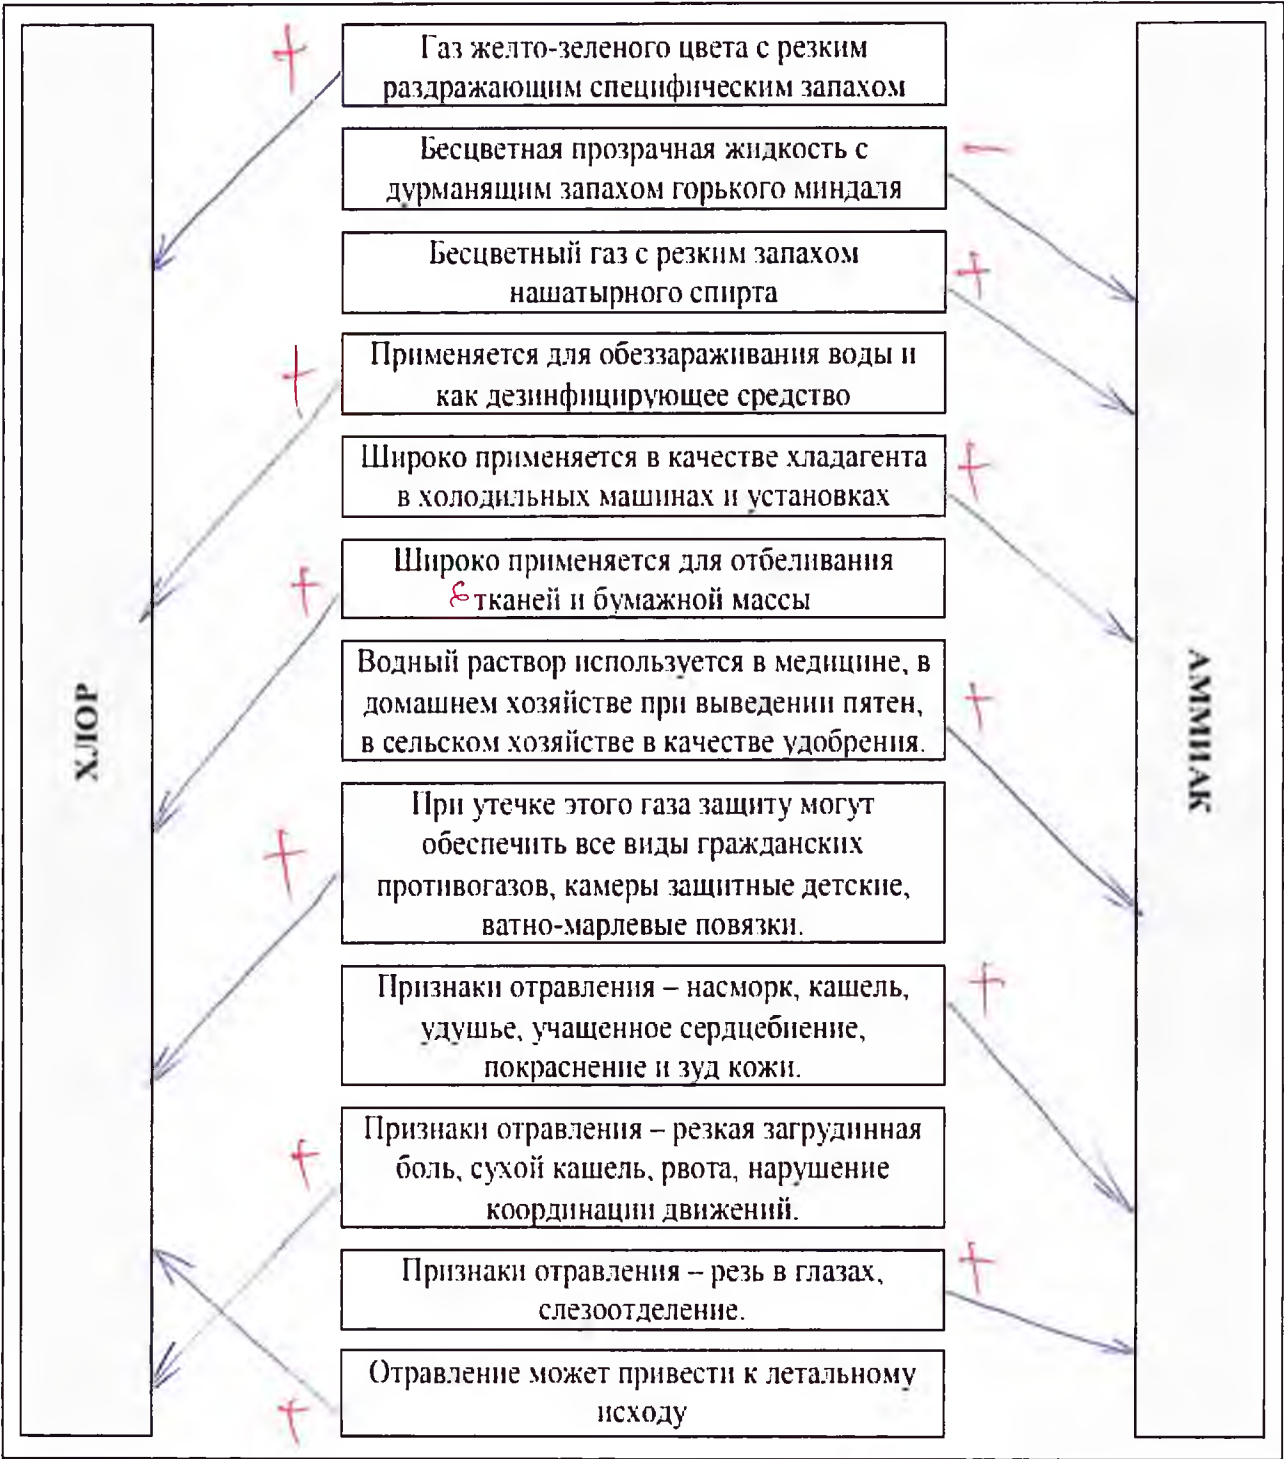 ХЛОР
Газ желто-зеленого цвета с резким
раздражающим специфическим запахом
Бесцветная прозрачная жидкость с
дурманящим запахом горького миндаля
Бесцветный газ с резким запахом
нашатырного спирта
Применяется для обеззараживания воды и
как дезинфицирующее средство
Широко применяется в качестве хладагента
в холодильных машинах и установках
Широко применяется для отбеливания
тканей и бумажной массы
Водный раствор используется в медицине, в
домашнем хозяйстве при выведении пятен,
в сельском хозяйстве в качестве удобрения.
При утечке этого газа защиту могут
обеспечить все виды гражданских
противогазов, камеры защитные детские,
ватно-марлевые повязки.
Признаки отравления – насморк, кашель,
удушье, учащенное сердцебиение,
покраснение и зуд кожи.
Признаки отравления – резкая загрудинная
боль, сухой кашель, рвота, нарушение
координации движений.
Признаки отравления – резь в глазах,
слезоотделение.
Отравление может привести к летальному
исходу
АММИАК